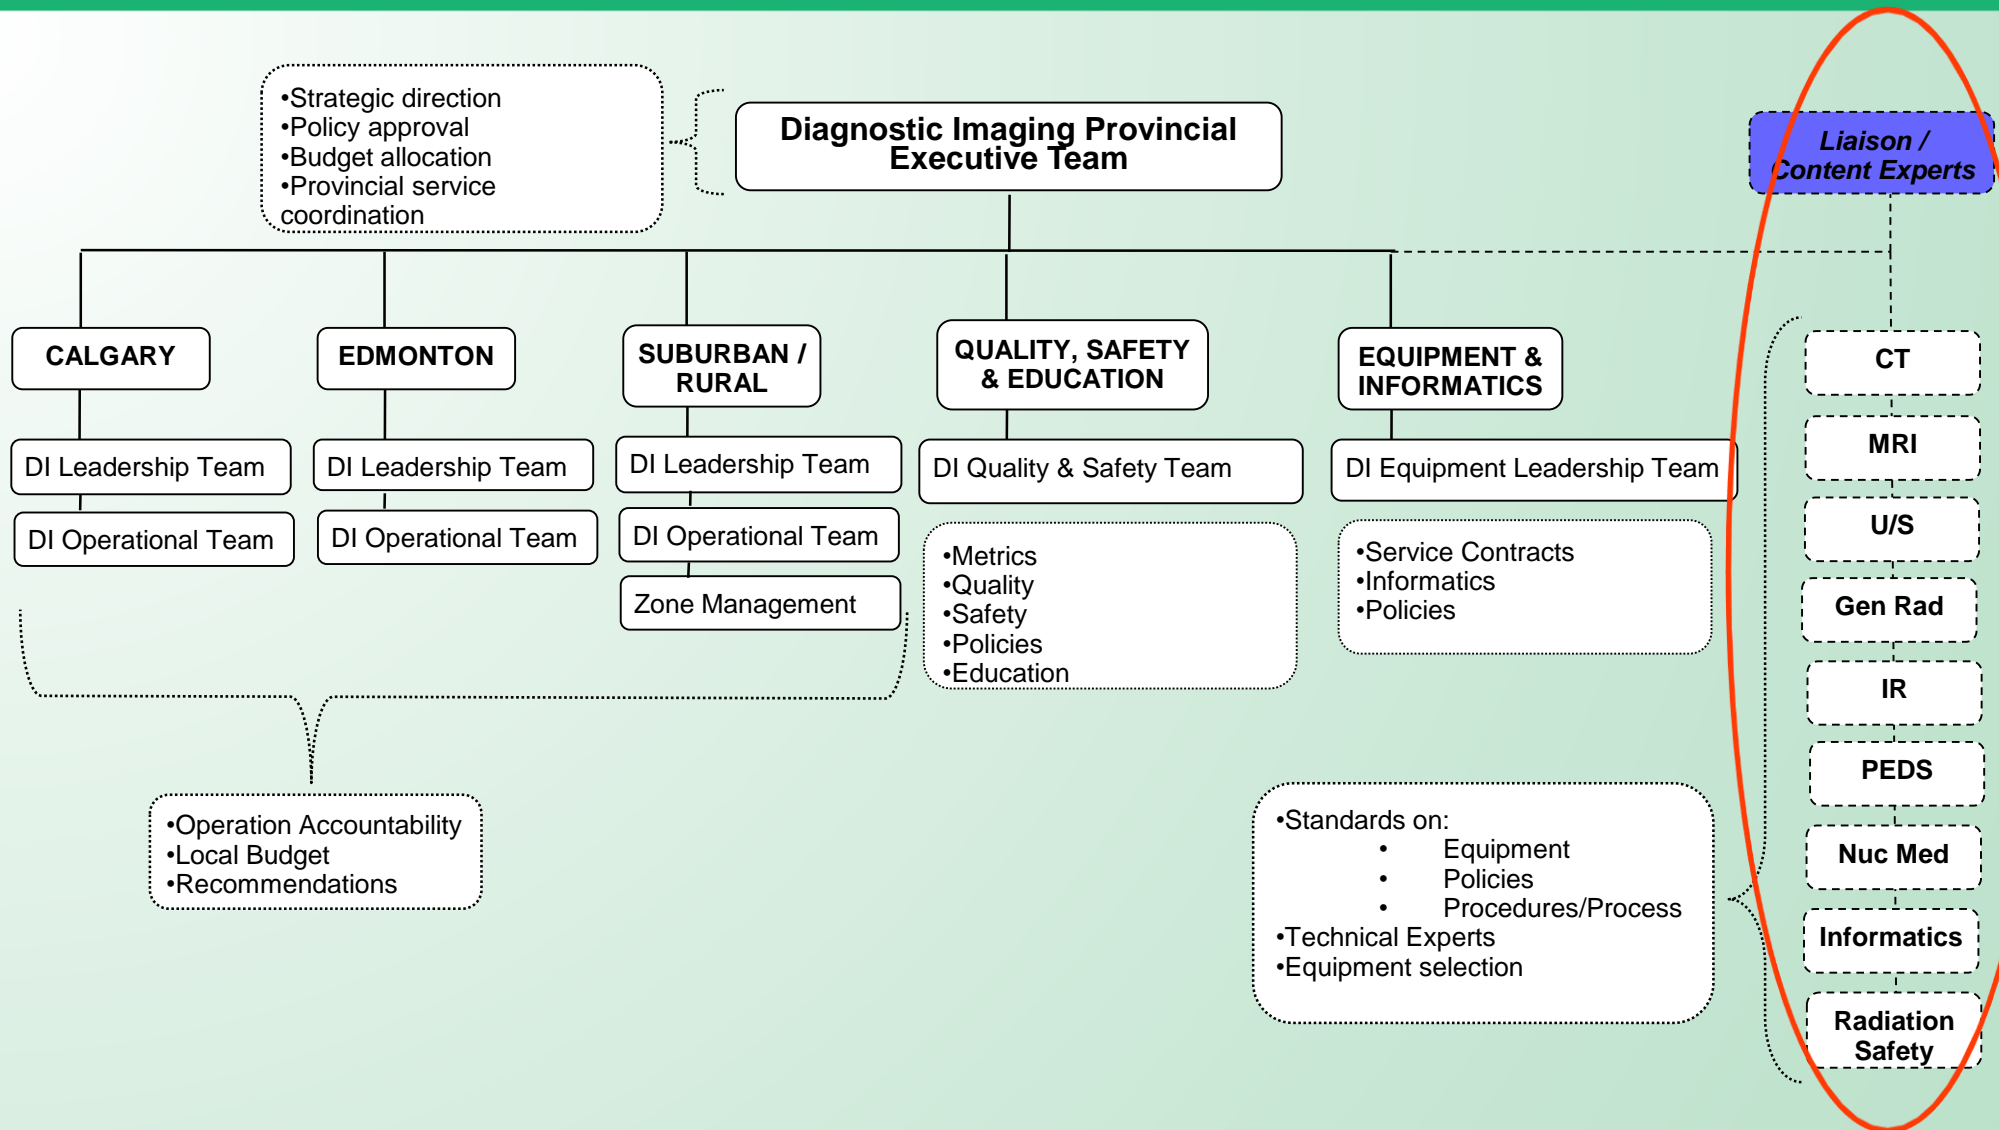 •Strategic direction
•Policy approval
•Budget allocation
•Provincial service
coordination
Diagnostic Imaging Provincial
Executive Team
Liaison /
Content Experts
CALGARY
EDMONTON
SUBURBAN /
RURAL
QUALITY, SAFETY
& EDUCATION
EQUIPMENT &
INFORMATICS
DI Leadership Team
DI Operational Team
DI Leadership Team
DI Operational Team
DI Leadership Team
DI Operational Team
Zone Management
DI Quality & Safety Team
•Metrics
•Quality
•Safety
•Policies
•Education
DI Equipment Leadership Team
•Service Contracts
•Informatics
•Policies
•Operation Accountability
•Local Budget
•Recommendations
•Standards on:
• Equipment
• Policies
• Procedures/Process
•Technical Experts
•Equipment selection
CT
MRI
U/S
Gen Rad
IR
PEDS
Nuc Med
Informatics
Radiation
Safety